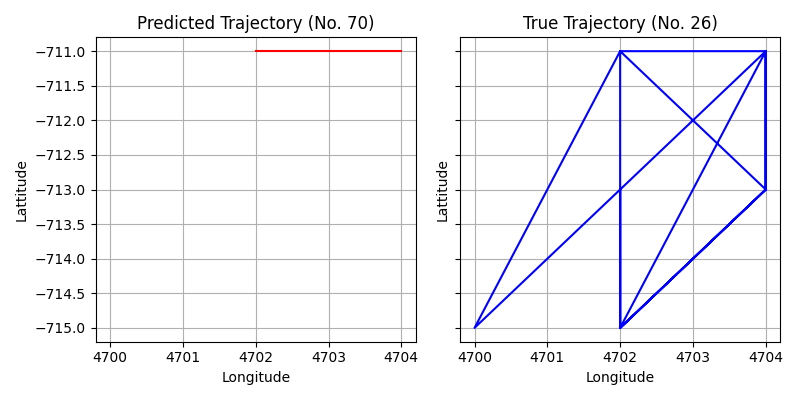 Predicted Trajectory (No. 70)
−711.0
−711.5
−712.0
−712.5
−713.0
−713.5
−714.0
−714.5
−715.0
Lattitude
4700 4701 4702 4703 4704
Longitude
True Trajectory (No. 26)
Lattitude
4700 4701 4702 4703 4704
Longitude